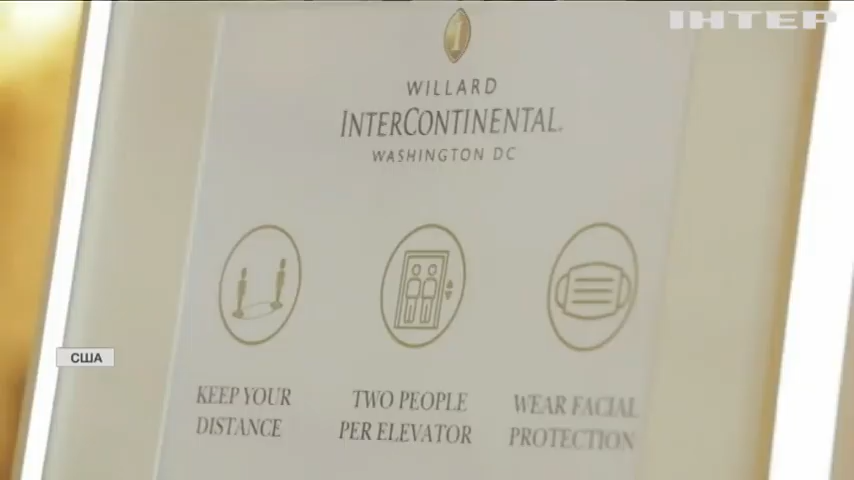 ІНТЕР
WILLARD
INTERCONTINENTAL.
WASHINGTON DC
США
KEEP YOUR
DISTANCE
TWO PEOPLE
PER ELEVATOR
WEAR FACIAL
PROTECTION